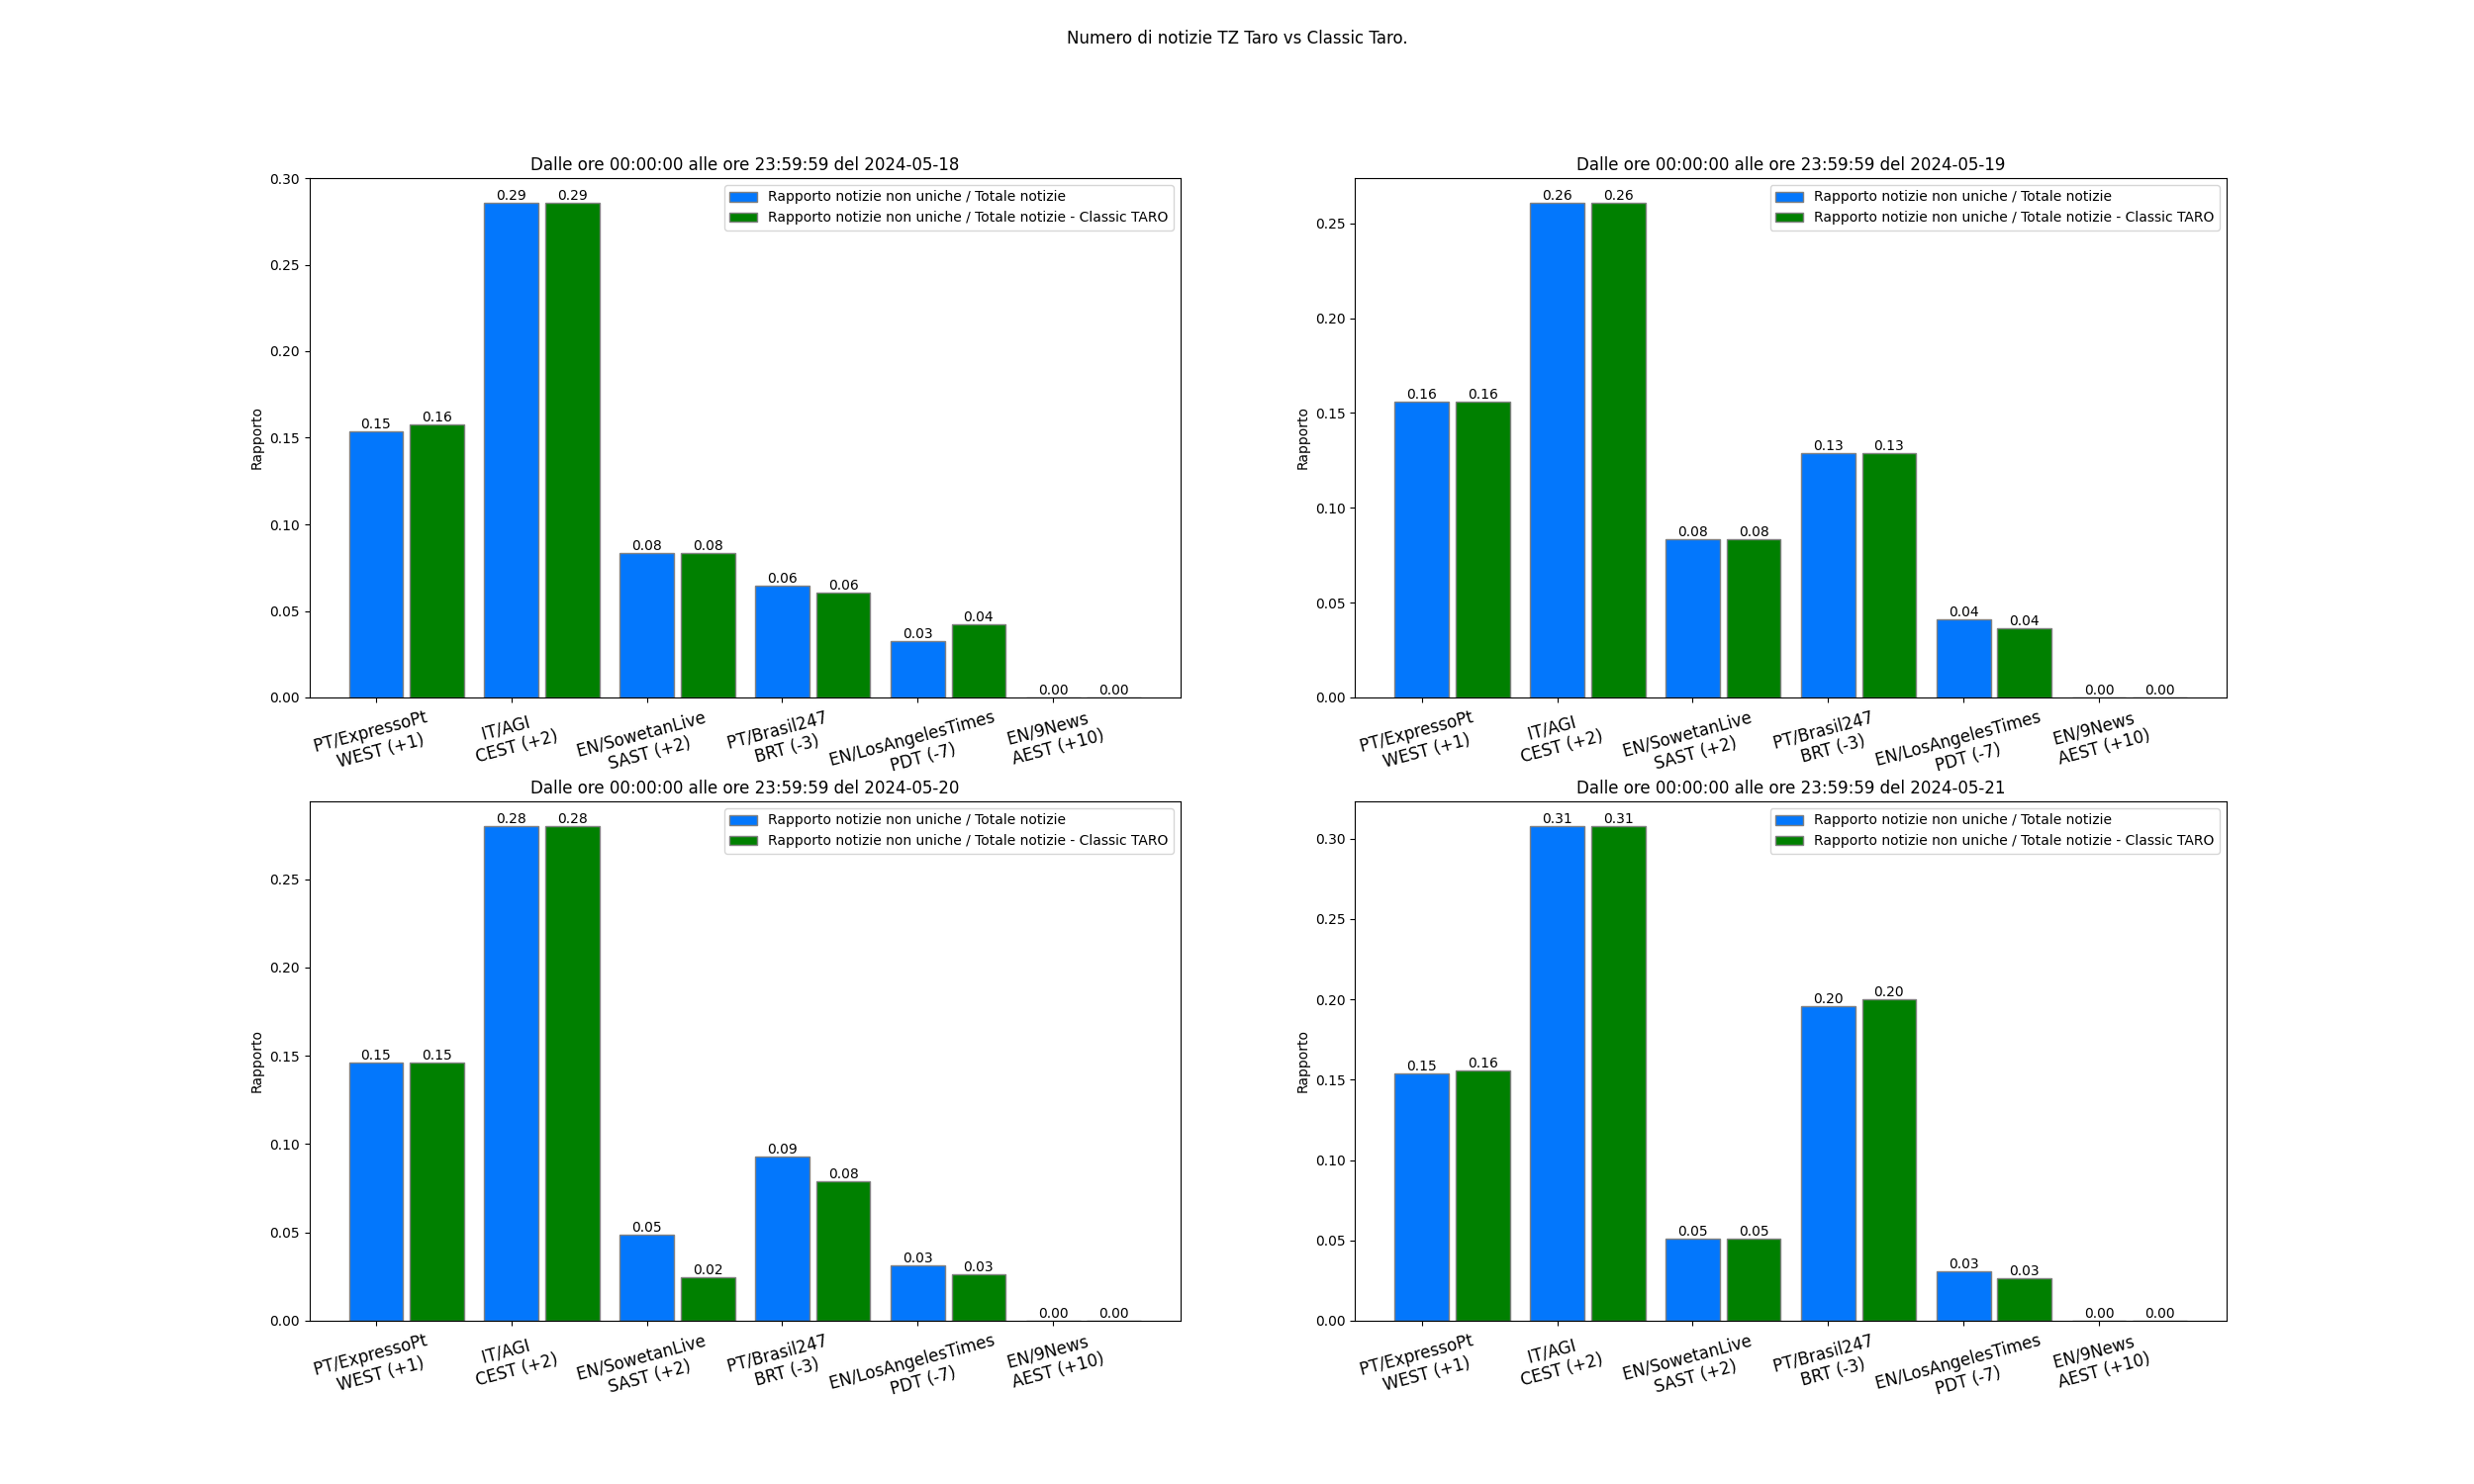 Numero di notizie TZ Taro vs Classic Taro.
Dalle ore 00:00:00 alle ore 23:59:59 del 2024-05-18
Rapporto notizie non uniche / Totale notizie
Rapporto notizie non uniche / Totale notizie - Classic TARO
Rapporto
0.30
0.25
0.20
0.15
0.10
0.05
0.00
0.15
0.16
0.29
0.29
0.08
0.08
0.06
0.06
0.03
0.04
0.00
0.00
PT/ExpressoPt
WEST (+1)
IT/AGI
CEST (+2)
EN/SowetanLive
SAST (+2)
PT/Brasil247
BRT (-3)
EN/LosAngelesTimes
PDT (-7)
EN/9News
AEST (+10)
Dalle ore 00:00:00 alle ore 23:59:59 del 2024-05-19
Rapporto notizie non uniche / Totale notizie
Rapporto notizie non uniche / Totale notizie - Classic TARO
Rapporto
0.25
0.20
0.15
0.10
0.05
0.00
0.16
0.16
0.26
0.26
0.08
0.08
0.13
0.13
0.04
0.04
0.00
0.00
PT/ExpressoPt
WEST (+1)
IT/AGI
CEST (+2)
EN/SowetanLive
SAST (+2)
PT/Brasil247
BRT (-3)
EN/LosAngelesTimes
PDT (-7)
EN/9News
AEST (+10)
Dalle ore 00:00:00 alle ore 23:59:59 del 2024-05-20
Rapporto notizie non uniche / Totale notizie
Rapporto notizie non uniche / Totale notizie - Classic TARO
Rapporto
0.25
0.20
0.15
0.10
0.05
0.00
0.15
0.15
0.28
0.28
0.05
0.02
0.09
0.08
0.03
0.03
0.00
0.00
PT/ExpressoPt
WEST (+1)
IT/AGI
CEST (+2)
EN/SowetanLive
SAST (+2)
PT/Brasil247
BRT (-3)
EN/LosAngelesTimes
PDT (-7)
EN/9News
AEST (+10)
Dalle ore 00:00:00 alle ore 23:59:59 del 2024-05-21
Rapporto notizie non uniche / Totale notizie
Rapporto notizie non uniche / Totale notizie - Classic TARO
Rapporto
0.30
0.25
0.20
0.15
0.10
0.05
0.00
0.15
0.16
0.31
0.31
0.05
0.05
0.20
0.20
0.03
0.03
0.00
0.00
PT/ExpressoPt
WEST (+1)
IT/AGI
CEST (+2)
EN/SowetanLive
SAST (+2)
PT/Brasil247
BRT (-3)
EN/LosAngelesTimes
PDT (-7)
EN/9News
AEST (+10)